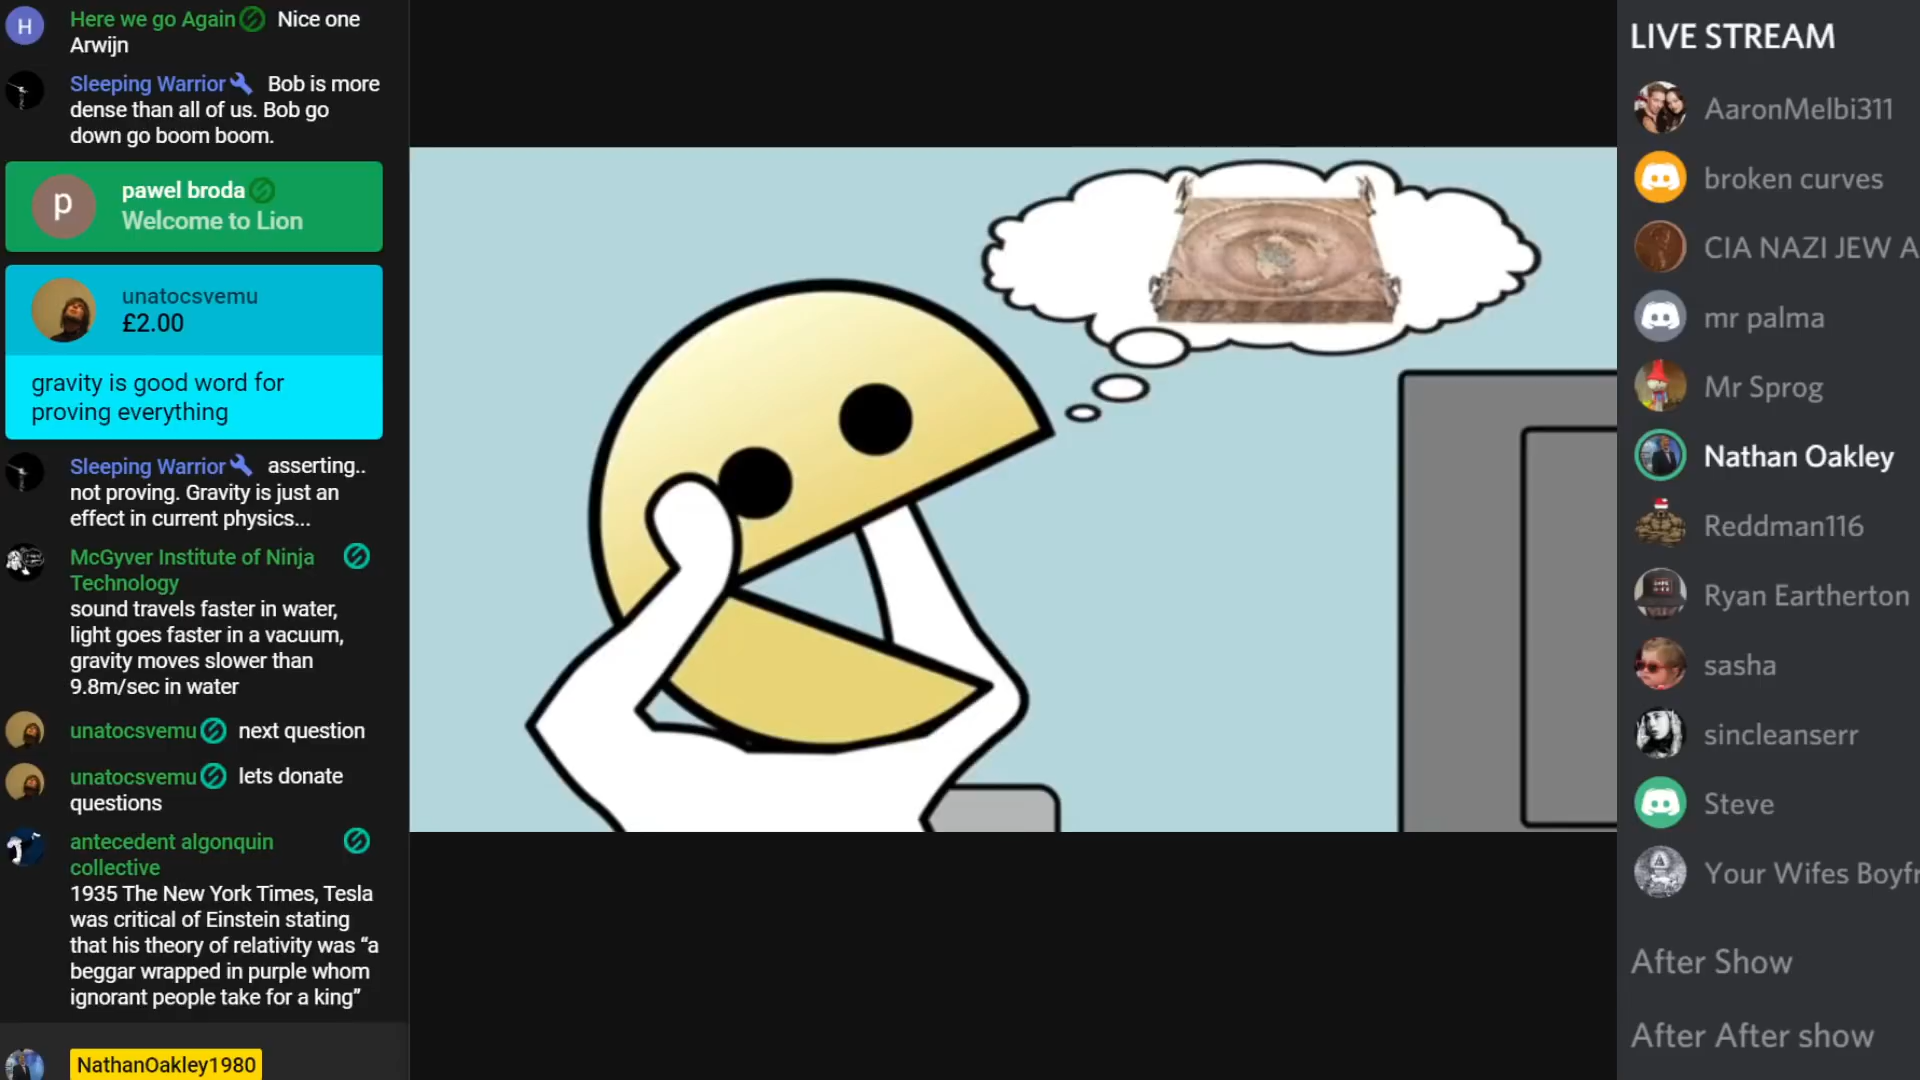 H
Here we go Again Nice one
Arwijn
Sleeping Warrior Bob is more
dense than all of us. Bob go
down go boom boom.
p
pawel broda
Welcome to Lion
unatocsvemu
£2.00
gravity is good word for
proving everything
Sleeping Warrior asserting..
not proving. Gravity is just an
effect in current physics...
McGyver Institute of Ninja
Technology
sound travels faster in water,
light goes faster in a vacuum,
gravity moves slower than
9.8m/sec in water
unatocsvemu next question
unatocsvemu lets donate
questions
antecedent algonquin
collective
1935 The New York Times, Tesla
was critical of Einstein stating
that his theory of relativity was “a
beggar wrapped in purple whom
ignorant people take for a king”
NathanOakley1980
LIVE STREAM
AaronMelbi311
broken curves
CIA NAZI JEW A
mr palma
Mr Sprog
Nathan Oakley
Reddman116
Ryan Eartherton
sasha
sincleanserr
Steve
Your Wifes Boyfr
After Show
After After show